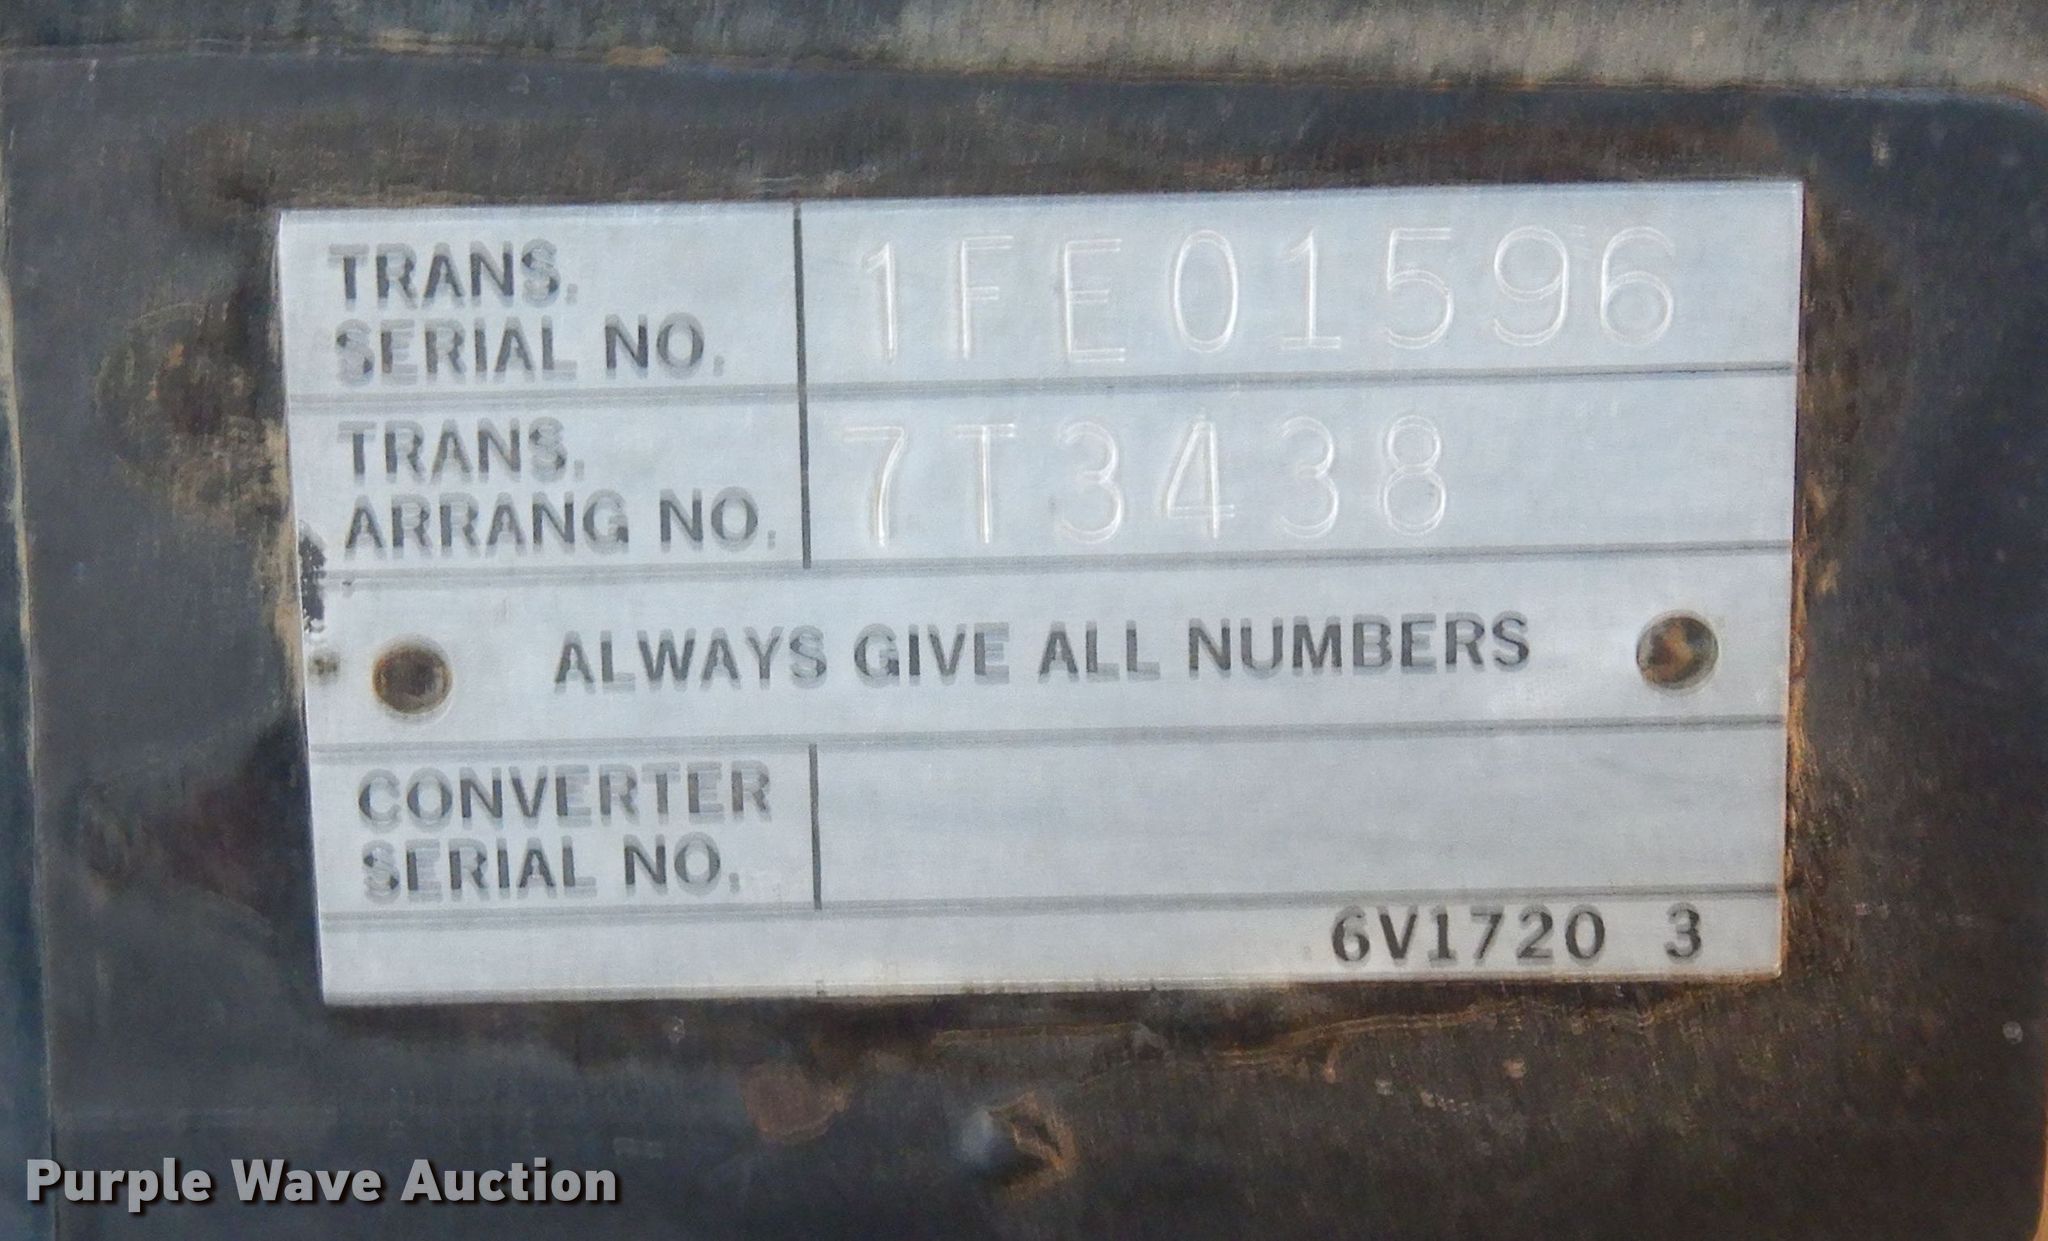 TRANS.
SERIAL NO. 1FE01596
TRANS.
ARRANG NO. 7T3438
ALWAYS GIVE ALL NUMBERS
CONVERTER
SERIAL NO.
6V1720 3
Purple Wave Auction